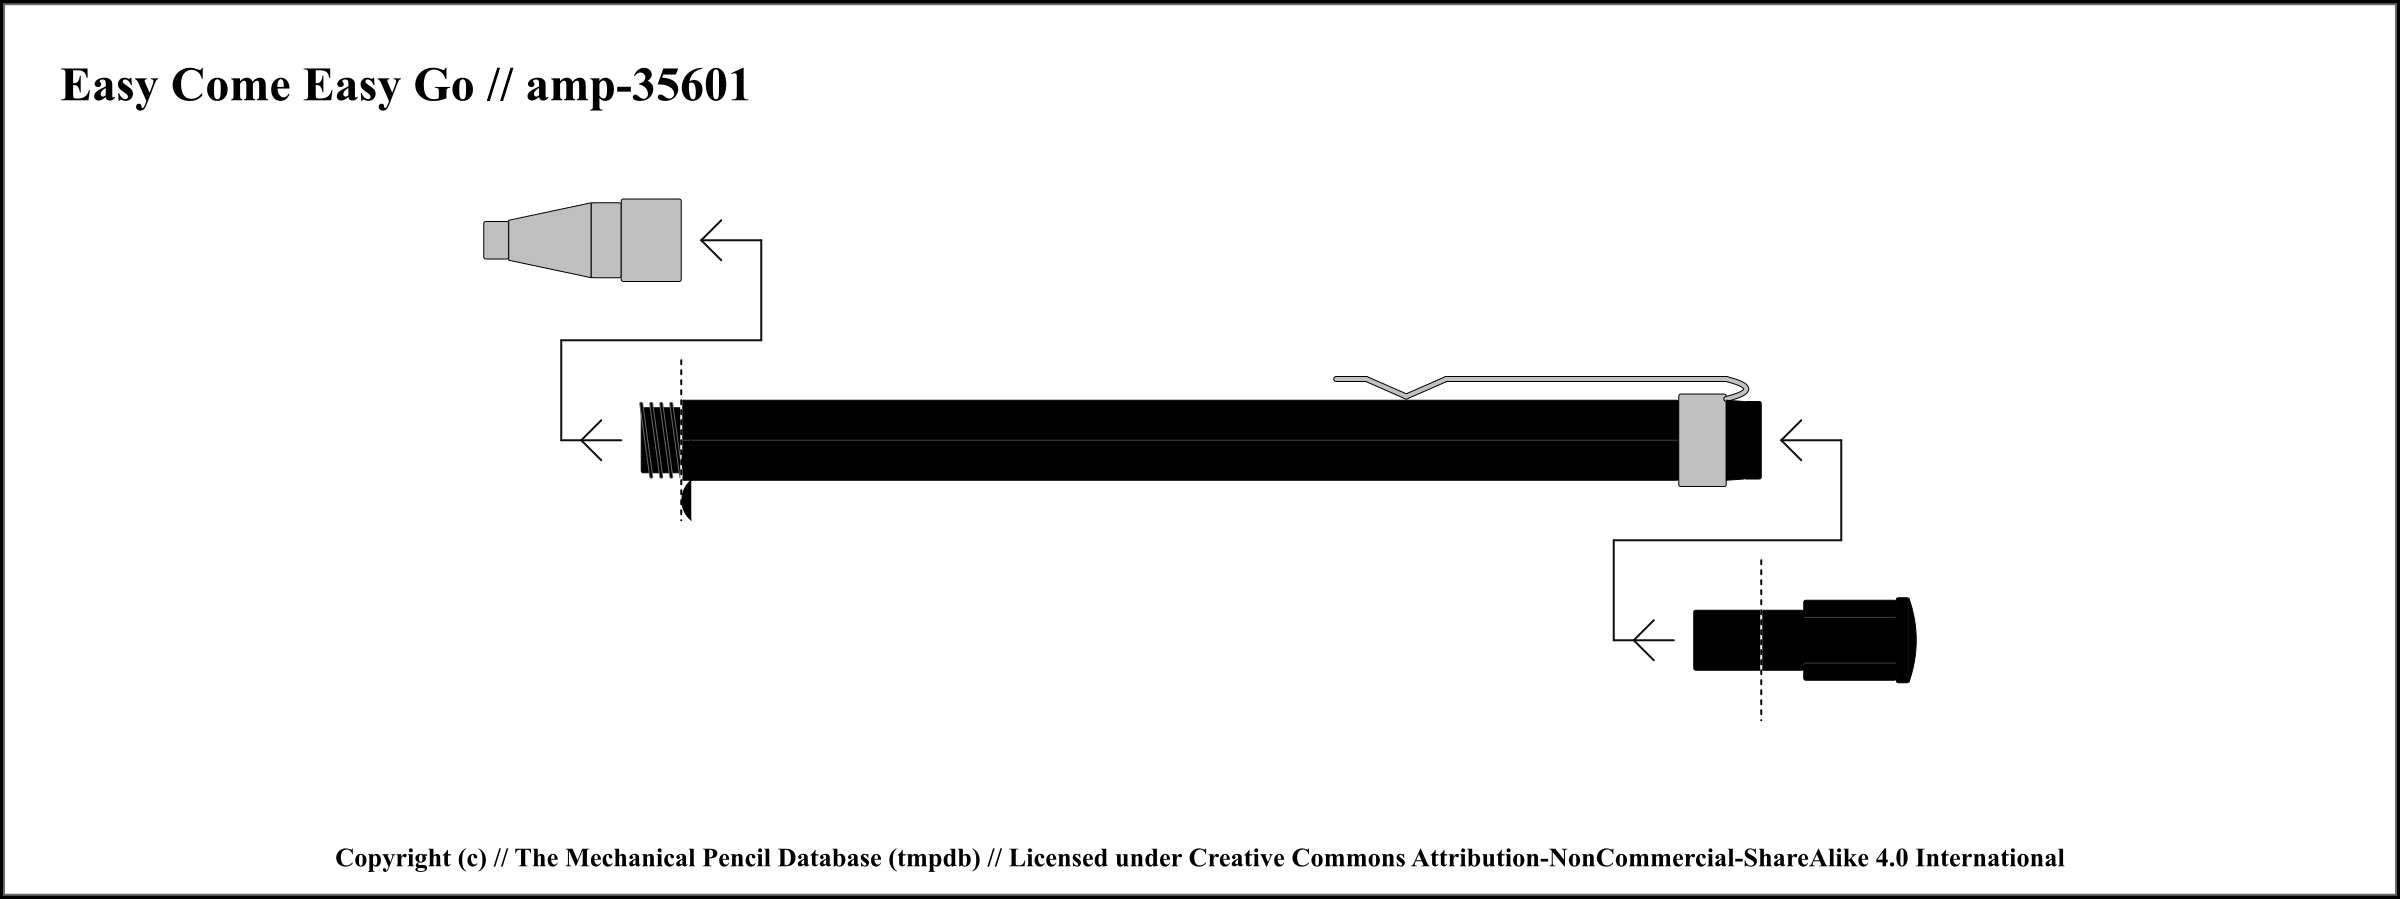 Easy Come Easy Go // amp-35601
Copyright (c) // The Mechanical Pencil Database (tmpdb) // Licensed under Creative Commons Attribution-NonCommercial-ShareAlike 4.0 International